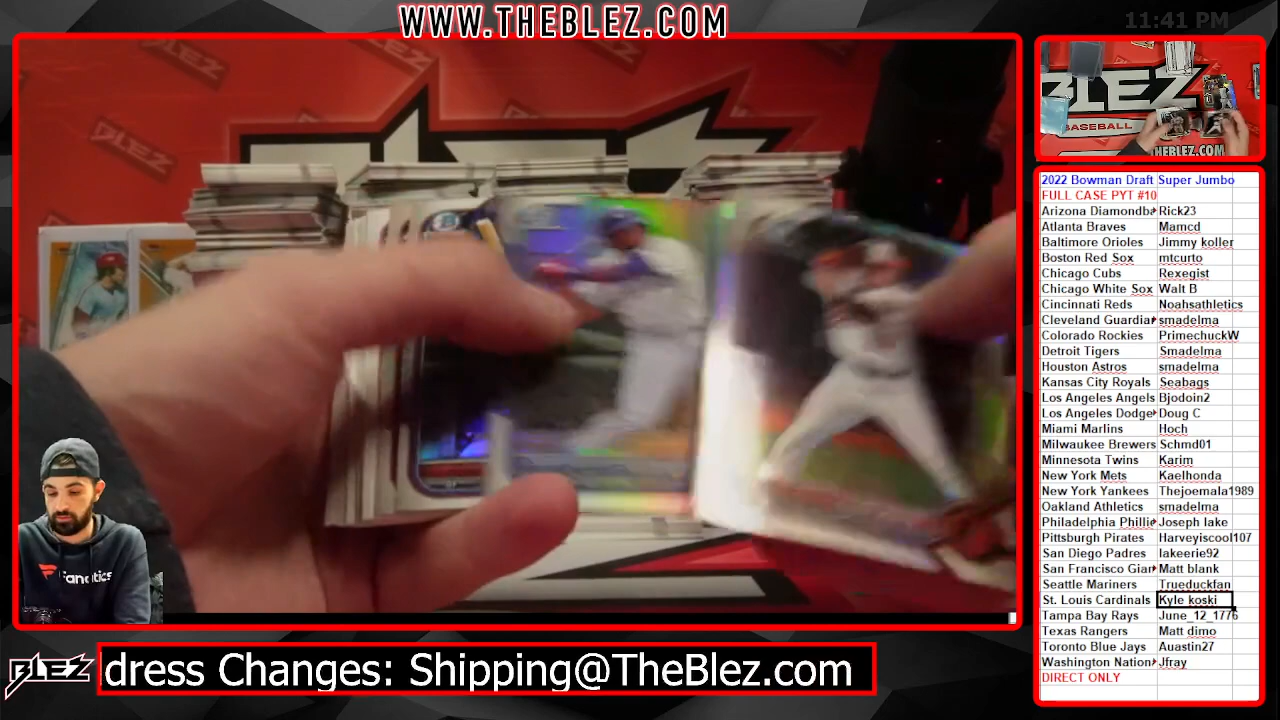 WWW.THEBLEZ.COM
11:41 PM
BLEZ
BLEZ
BASEBALL
THEBLEZ.COM
2022 Bowman Draft Super Jumbo
FULL CASE PYT #10
Arizona Diamondba Rick23
Atlanta Braves Mamcd
Baltimore Orioles Jimmy koller
Boston Red Sox mtcurto
Chicago Cubs Rexegist
Chicago White Sox Walt B
Cincinnati Reds Noahsathletics
Cleveland Guardian smadelma
Colorado Rockies PrimechuckW
Detroit Tigers Smadelma
Houston Astros smadelma
Kansas City Royals Seabags
Los Angeles Angels Bjodoin2
Los Angeles Dodge Doug C
Miami Marlins Hoch
Milwaukee Brewers Schmd01
Minnesota Twins Karim
New York Mets Kaelhonda
New York Yankees Thejoemala1989
Oakland Athletics smadelma
Philadelphia Phillie Joseph lake
Pittsburgh Pirates Harveyiscool107
San Diego Padres lakeerie92
San Francisco Gian Matt blank
Seattle Mariners Trueduckfan
St. Louis Cardinals Kyle koski
Tampa Bay Rays June_12_1776
Texas Rangers Matt dimo
Toronto Blue Jays Auastin27
Washington Nation Jfray
DIRECT ONLY
Fanatics
BLEZ dress Changes: Shipping@TheBlez.com